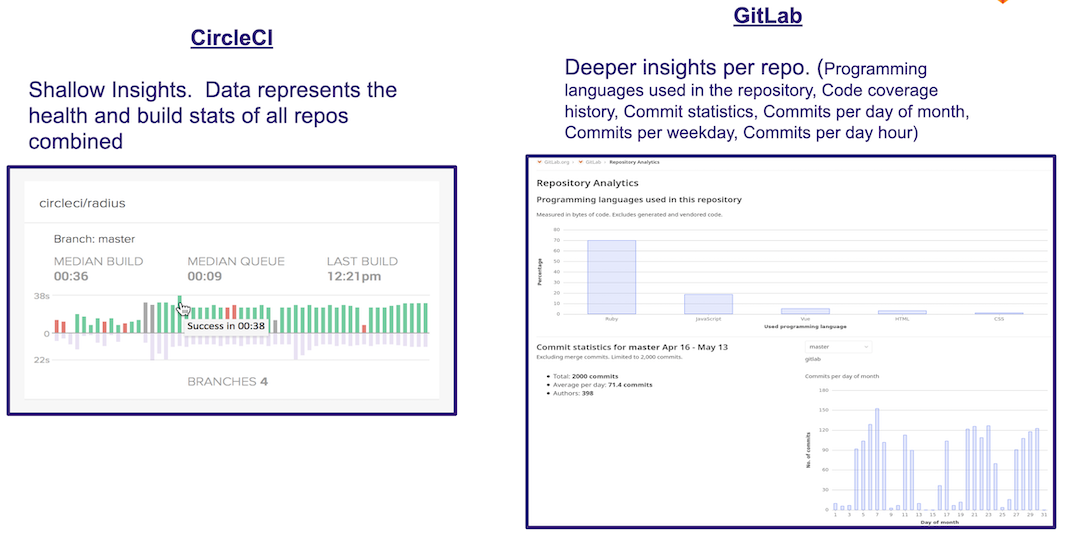 CircleCI
Shallow Insights.  Data represents the
health and build stats of all repos
combined
circleci/radius
Branch: master
MEDIAN BUILD
00:36
MEDIAN QUEUE
00:09
LAST BUILD
12:21pm
38s
0
22s
Success in 00:38
BRANCHES 4
GitLab
Deeper insights per repo. (Programming
languages used in the repository, Code coverage
history, Commit statistics, Commits per day of month,
Commits per weekday, Commits per day hour)
GitLab.org > GitLab > Repository Analytics
Repository Analytics
Programming languages used in this repository
Measured in bytes of code. Excludes generated and vendored code.
Percentage
80
70
60
50
40
30
20
10
0
Ruby JavaScript Vue HTML CSS
Used programming language
Commit statistics for master Apr 16 - May 13
Excluding merge commits. Limited to 2,000 commits.
• Total: 2000 commits
• Average per day: 71.4 commits
• Authors: 398
master
gitlab
Commits per day of month
No. of commits
180
150
120
90
60
30
0
1 3 5 7 9 11 13 15 17 19 21 23 25 27 29 31
Day of month